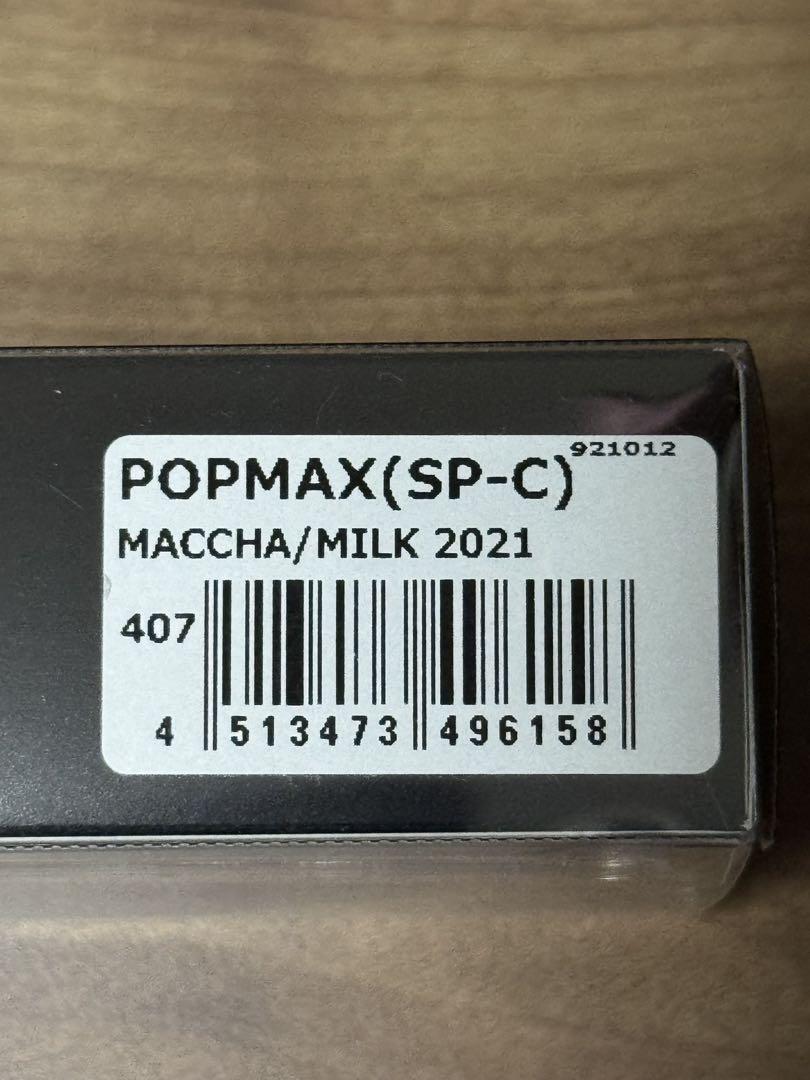 921012
POPMAX(SP-C)
MACCHA/MILK 2021
407
4 513473 496158